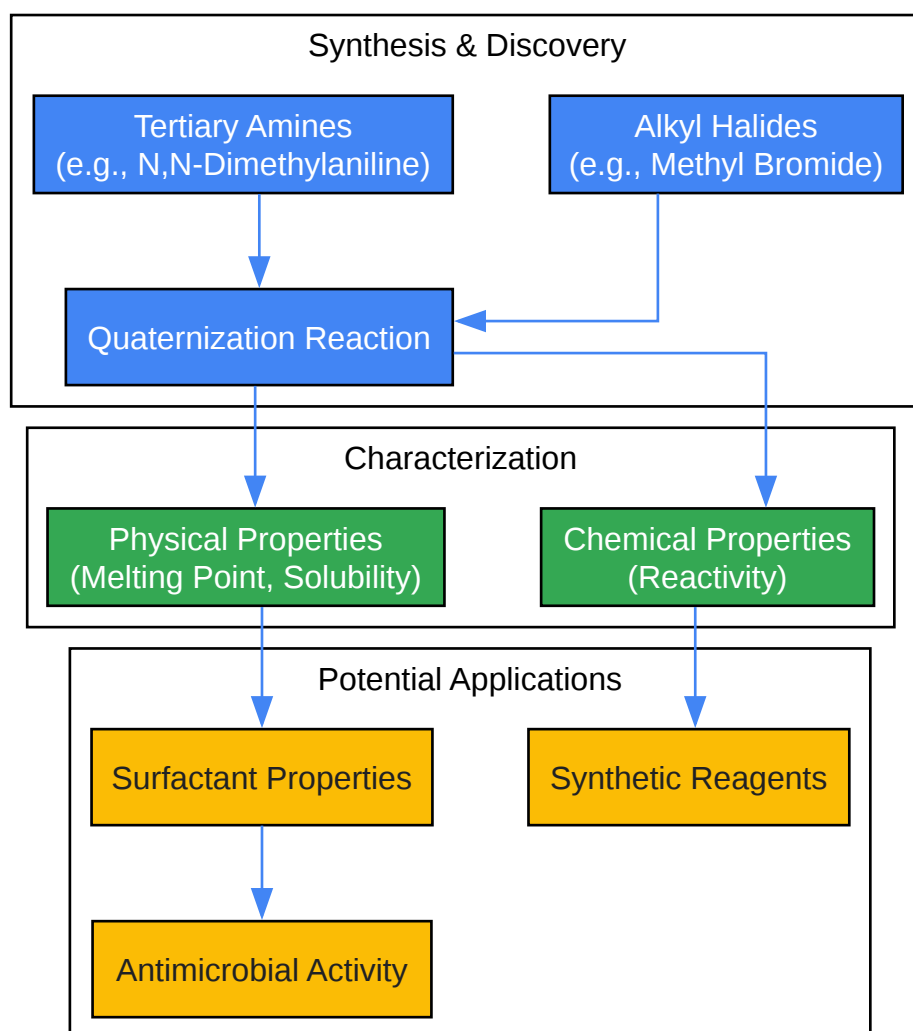 Synthesis & Discovery
Tertiary Amines
(e.g., N,N-Dimethylaniline)
Alkyl Halides
(e.g., Methyl Bromide)
Quaternization Reaction
Characterization
Physical Properties
(Melting Point, Solubility)
Chemical Properties
(Reactivity)
Potential Applications
Surfactant Properties
Synthetic Reagents
Antimicrobial Activity